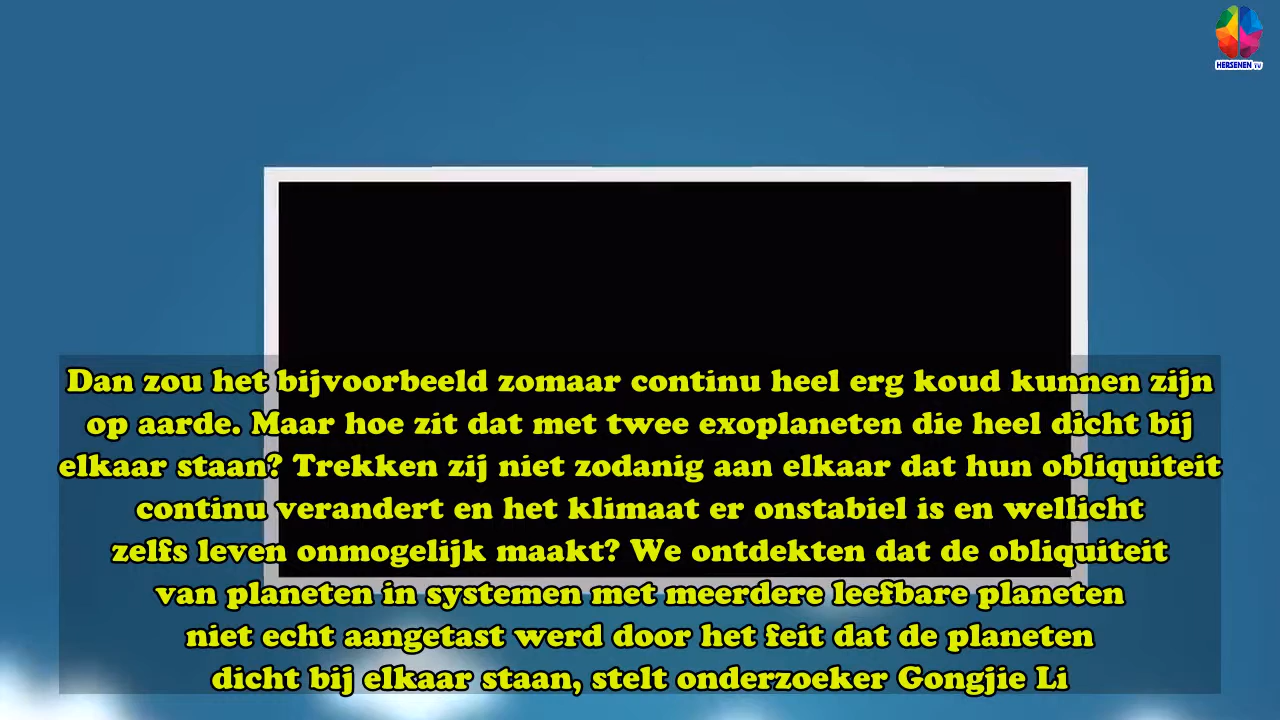 HERSENEN TV
Dan zou het bijvoorbeeld zomaar continu heel erg koud kunnen zijn
op aarde. Maar hoe zit dat met twee exoplaneten die heel dicht bij
elkaar staan? Trekken zij niet zodanig aan elkaar dat hun obliquiteit
continu verandert en het klimaat er onstabiel is en wellicht
zelfs leven onmogelijk maakt? We ontdekten dat de obliquiteit
van planeten in systemen met meerdere leefbare planeten
niet echt aangetast werd door het feit dat de planeten
dicht bij elkaar staan, stelt onderzoeker Gongjie Li